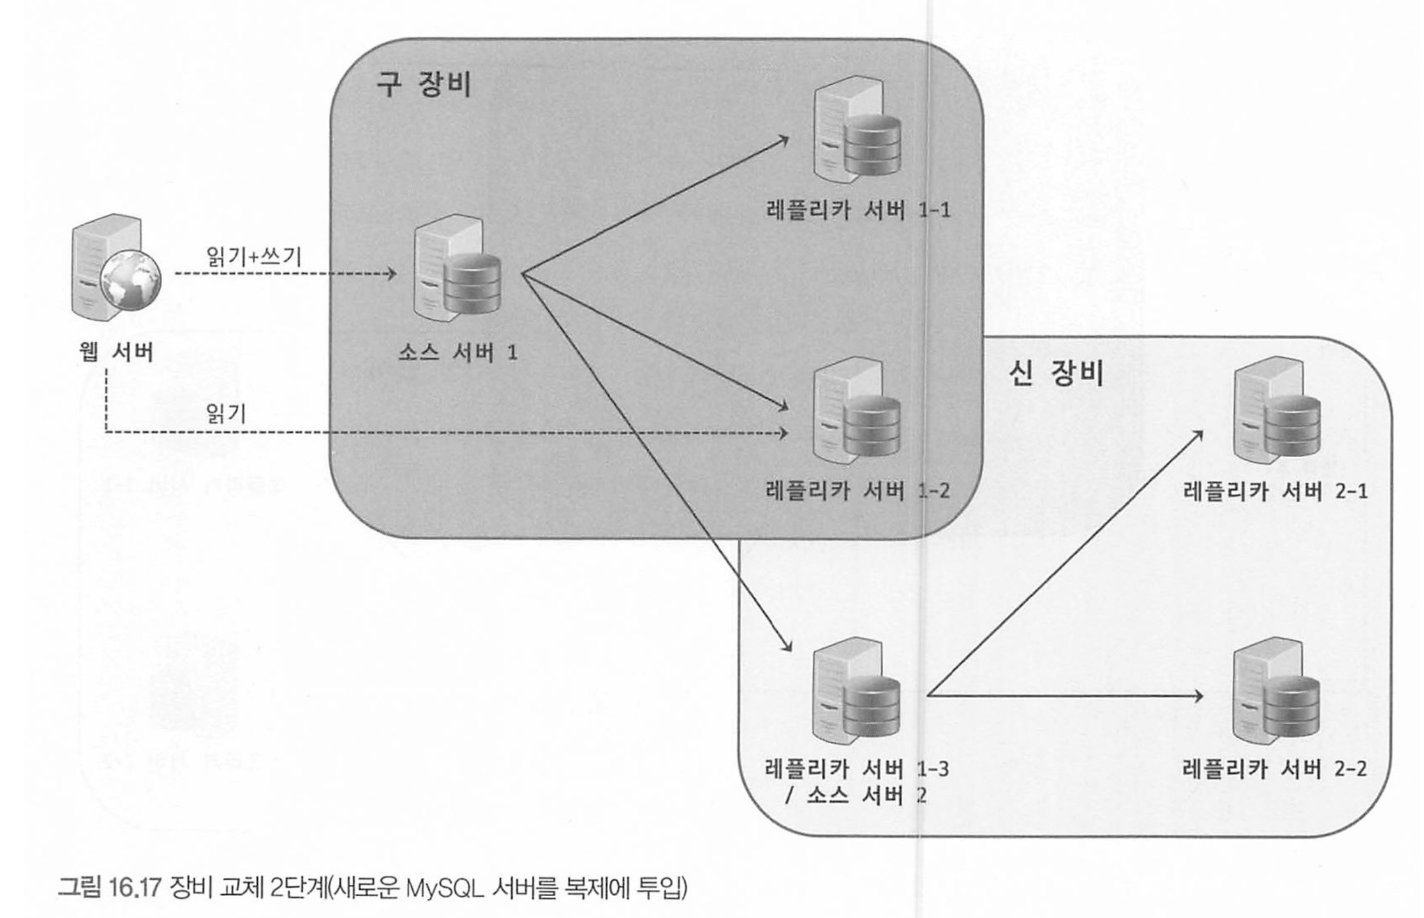 구 장비
레플리카 서버 1-1
읽기+쓰기
웹 서버
소스 서버 1
신 장비
읽기
레플리카 서버 1-2
레플리카 서버 2-1
레플리카 서버 1-3
/ 소스 서버 2
레플리카 서버 2-2
그림 16.17 장비 교체 2단계(새로운 MySQL 서버를 복제에 투입)